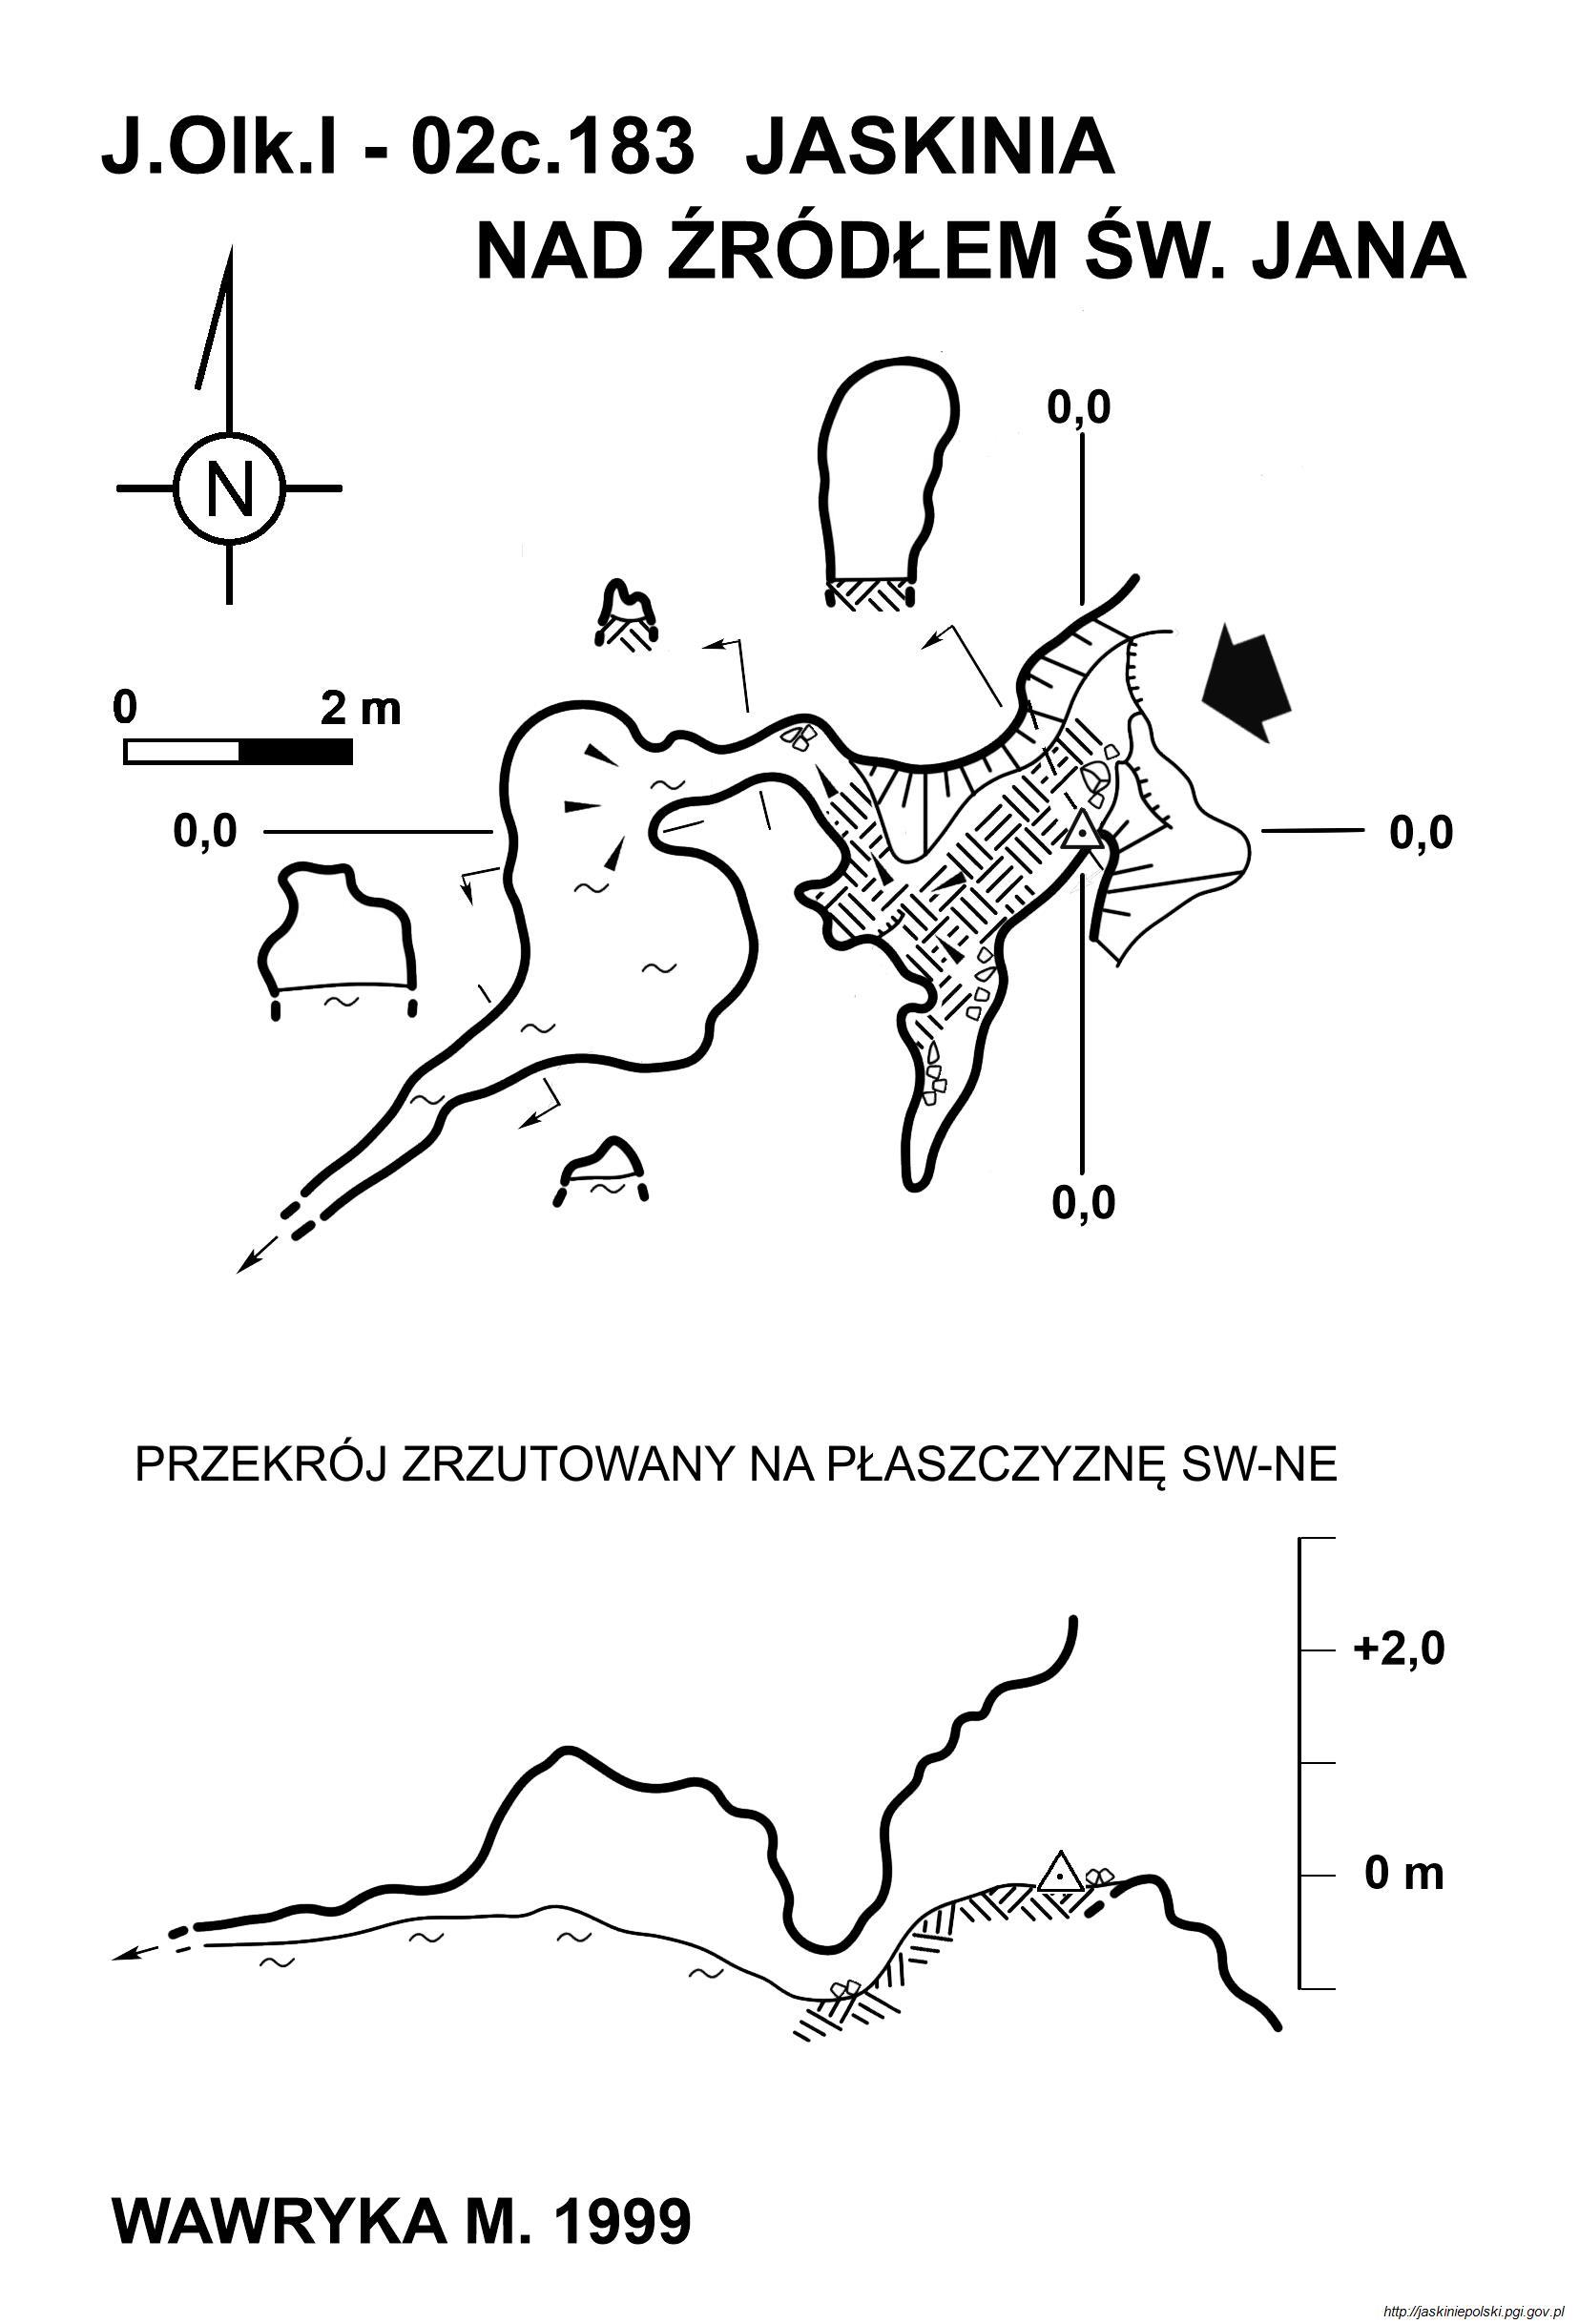 J.Olk.I - 02c.183 JASKINIA
NAD ŹRÓDŁEM ŚW. JANA
0,0
N
0 2 m
0,0
0,0
0,0
PRZEKRÓJ ZRZUTOWANY NA PŁASZCZYZNĘ SW-NE
+2,0
0 m
WAWRYKA M. 1999
http://jaskiniepolski.pgi.gov.pl